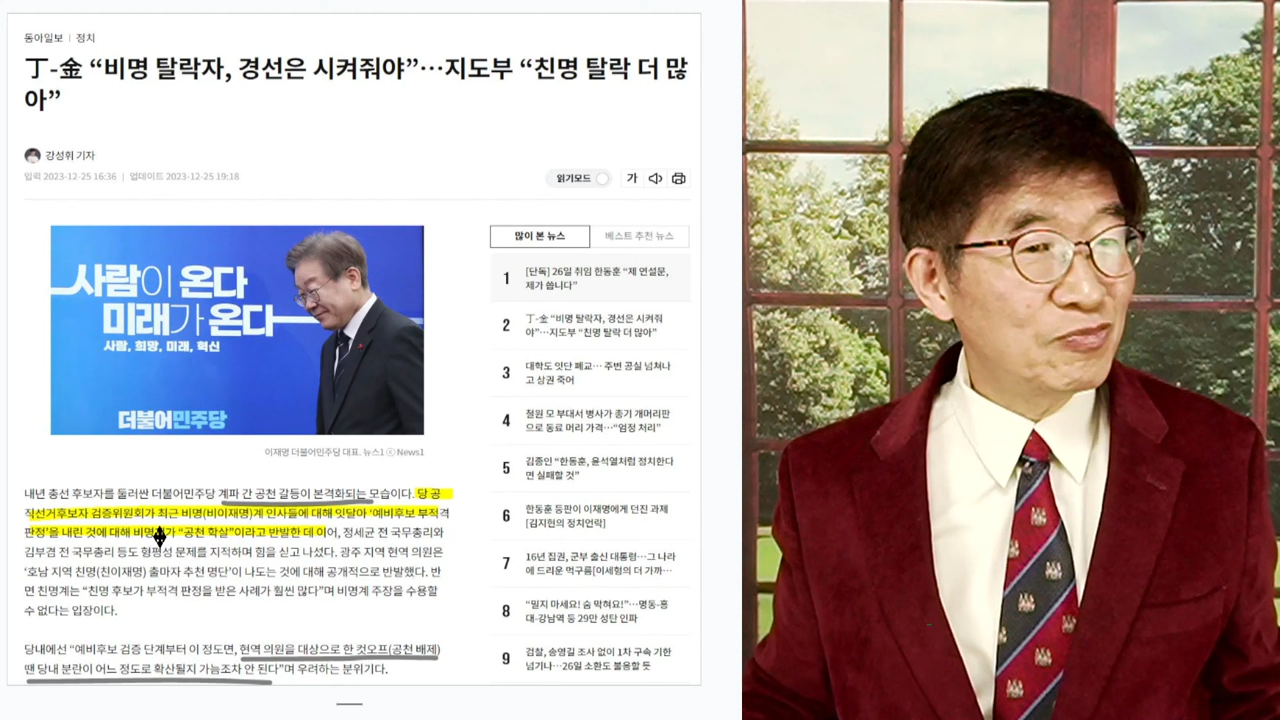 동아일보 | 정치
丁-金 “비명 탈락자, 경선은 시켜줘야”…지도부 “친명 탈락 더 많
아”
강성휘 기자
입력 2023-12-25 16:36 | 업데이트 2023-12-25 19:18
읽기모드
가
사람이 온다
미래가 온다
사람, 희망, 미래, 혁신
더불어민주당
이재명 더불어민주당 대표. 뉴스1 ⓒ News1
내년 총선 후보자를 둘러싼 더불어민주당 계파 간 공천 갈등이 본격화되는 모습이다. 당 공
직선거후보자 검증위원회가 최근 비명(비이재명)계 인사들에 대해 잇달아 ‘예비후보 부적격
판정’을 내린 것에 대해 비명계가 “공천 학살”이라고 반발한 데 이어, 정세균 전 국무총리와
김부겸 전 국무총리 등도 형평성 문제를 지적하며 힘을 싣고 나섰다. 광주 지역 현역 의원은
‘호남 지역 친명(친이재명) 출마자 추천 명단’이 나도는 것에 대해 공개적으로 반발했다. 반
면 친명계는 “친명 후보가 부적격 판정을 받은 사례가 훨씬 많다”며 비명계 주장을 수용할
수 없다는 입장이다.
당내에선 “예비후보 검증 단계부터 이 정도면, 현역 의원을 대상으로 한 컷오프(공천 배제)
땐 당내 분란이 어느 정도로 확산될지 가늠조차 안 된다”며 우려하는 분위기다.
많이 본 뉴스
베스트 추천 뉴스
1 [단독] 26일 취임 한동훈 “제 연설문,
제가 씁니다”
2 丁-金 “비명 탈락자, 경선은 시켜줘
야”…지도부 “친명 탈락 더 많아”
3 대학도 잇단 폐교… 주변 공실 넘쳐나
고 상권 죽어
4 철원 모 부대서 병사가 총기 개머리판
으로 동료 머리 가격…“엄정 처리”
5 김종인 “한동훈, 윤석열처럼 정치한다
면 실패할 것”
6 한동훈 등판이 이재명에게 던진 과제
[김지현의 정치언락]
7 16년 집권, 군부 출신 대통령…그 나라
에 드리운 먹구름[이세형의 더 가까…
8 “밀지 마세요! 숨 막혀요!”…명동·홍
대·강남역 등 29만 성탄 인파
9 검찰, 송영길 조사 없이 1차 구속 기한
넘기나…26일 소환도 불응할 듯